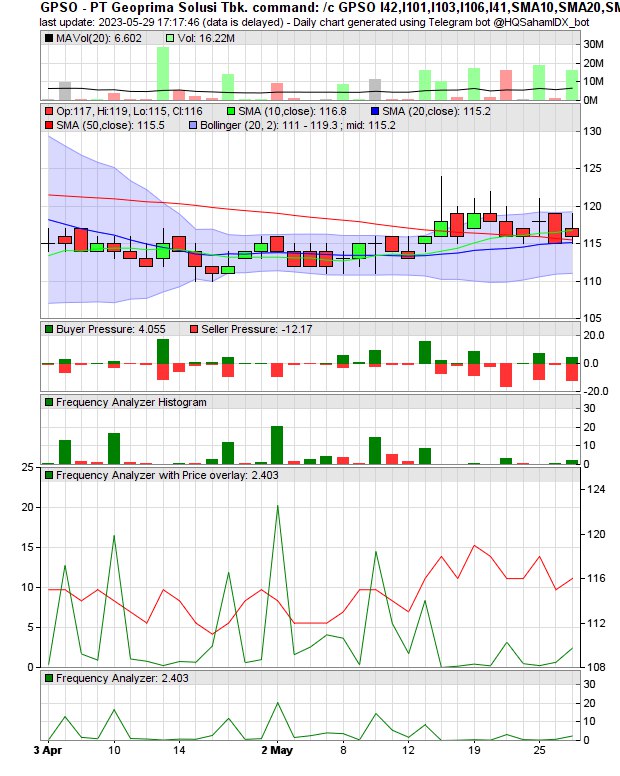 GPSO - PT Geoprima Solusi Tbk. command: /c GPSO I42,I101,I103,I106,I41,SMA10,SMA20,SM
last update: 2023-05-29 17:17:46 (data is delayed) - Daily chart generated using Telegram bot @HQSahamIDX_bot
MAVol(20): 6.602 Vol: 16.22M
30M
20M
10M
0M
Op:117, Hi:119, Lo:115, Cl:116 SMA (10,close): 116.8 SMA (20,close): 115.2
SMA (50,close): 115.5 Bollinger (20, 2): 111 - 119.3 ; mid: 115.2
130
125
120
115
110
105
Buyer Pressure: 4.055 Seller Pressure: -12.17
20.0
0.0
-20.0
Frequency Analyzer Histogram
30
20
10
0
Frequency Analyzer with Price overlay: 2.403
25
20
15
10
5
0
124
120
116
112
108
Frequency Analyzer: 2.403
30
20
10
0
3 Apr 10 14 2 May 8 12 19 25